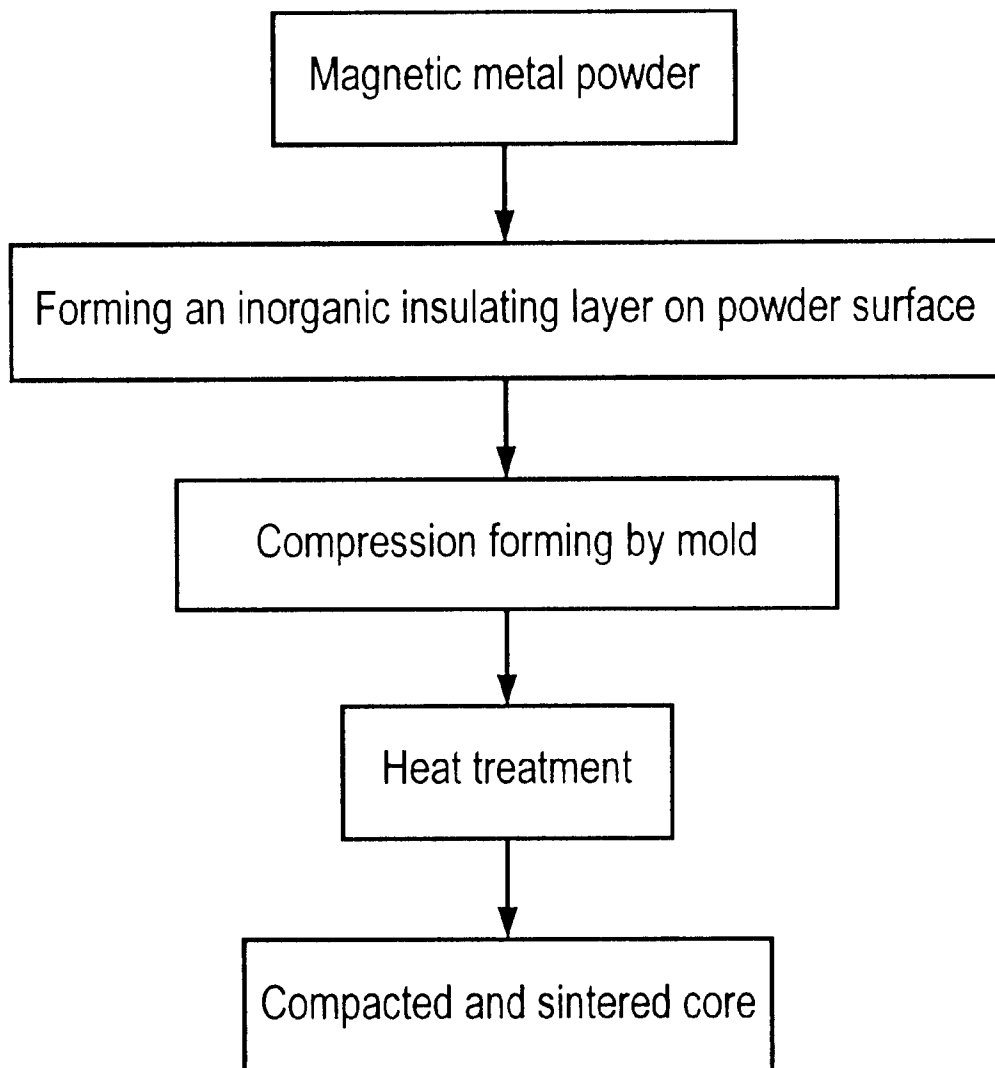 Magnetic metal powder
Forming an inorganic insulating layer on powder surface
Compression forming by mold
Heat treatment
Compacted and sintered core